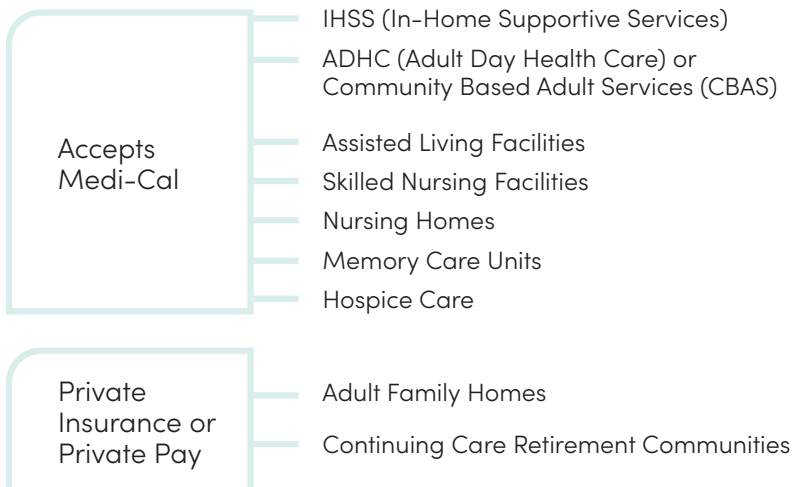 Accepts
Medi-Cal
IHSS (In-Home Supportive Services)
ADHC (Adult Day Health Care) or
Community Based Adult Services (CBAS)
Assisted Living Facilities
Skilled Nursing Facilities
Nursing Homes
Memory Care Units
Hospice Care
Private
Insurance or
Private Pay
Adult Family Homes
Continuing Care Retirement Communities